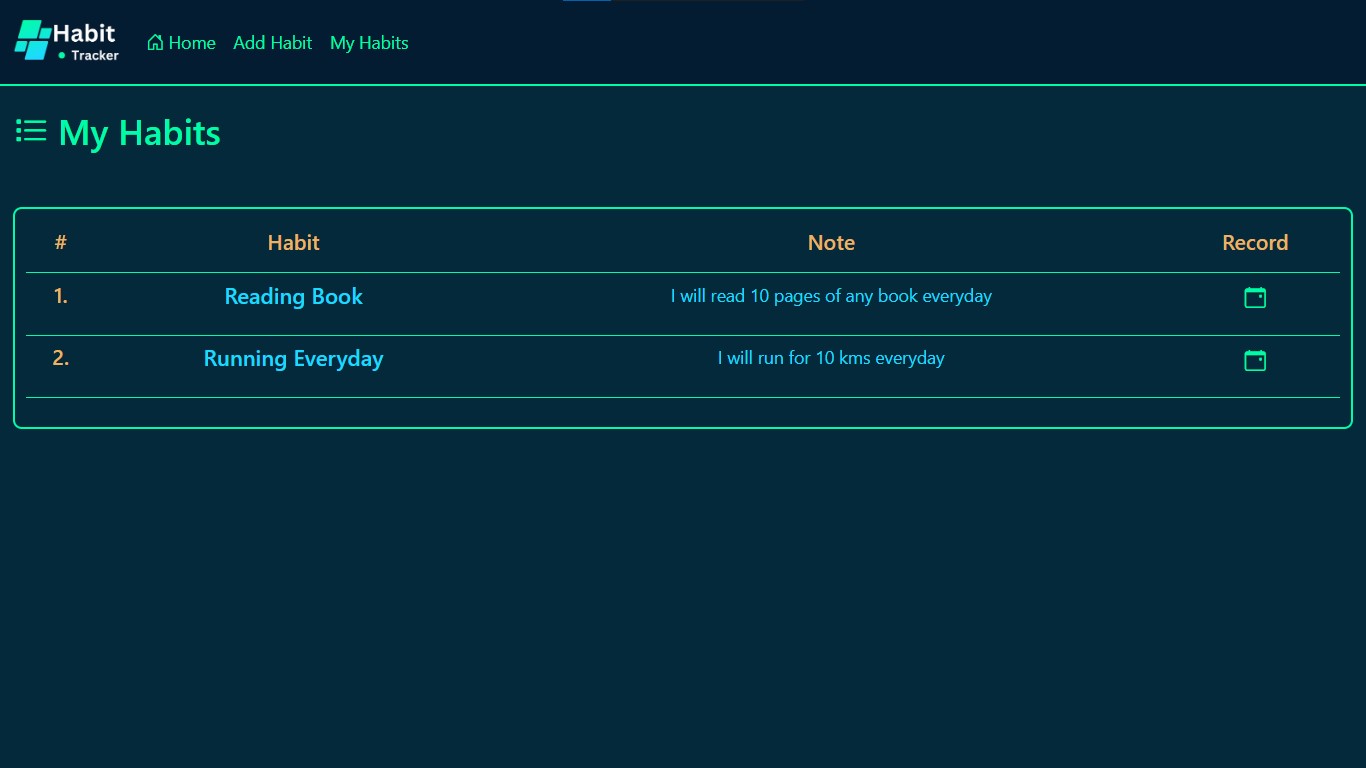 Habit
Tracker
Home Add Habit My Habits
My Habits
# Habit Note Record
1. Reading Book I will read 10 pages of any book everyday
2. Running Everyday I will run for 10 kms everyday